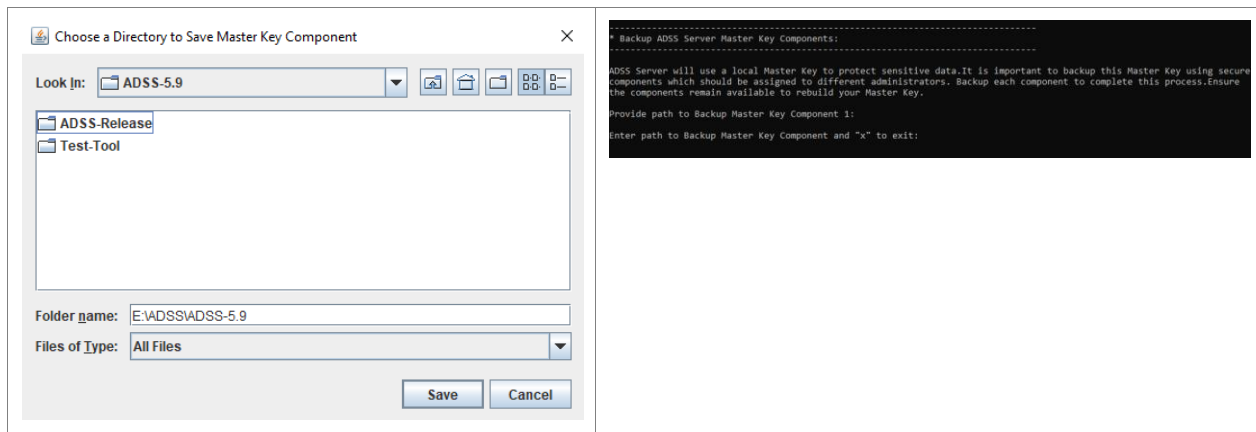 Choose a Directory to Save Master Key Component
Look In: ADSS-5.9
ADSS-Release
Test-Tool
Folder name: E:\ADSS\ADSS-5.9
Files of Type: All Files
Save Cancel
--------------------------------------------------------------------------------
* Backup ADSS Server Master Key Components:
--------------------------------------------------------------------------------
ADSS Server will use a local Master Key to protect sensitive data.It is important to backup this Master Key using secure
components which should be assigned to different administrators. Backup each component to complete this process.Ensure
the components remain available to rebuild your Master Key.
Provide path to Backup Master Key Component 1:
Enter path to Backup Master Key Component and "x" to exit: